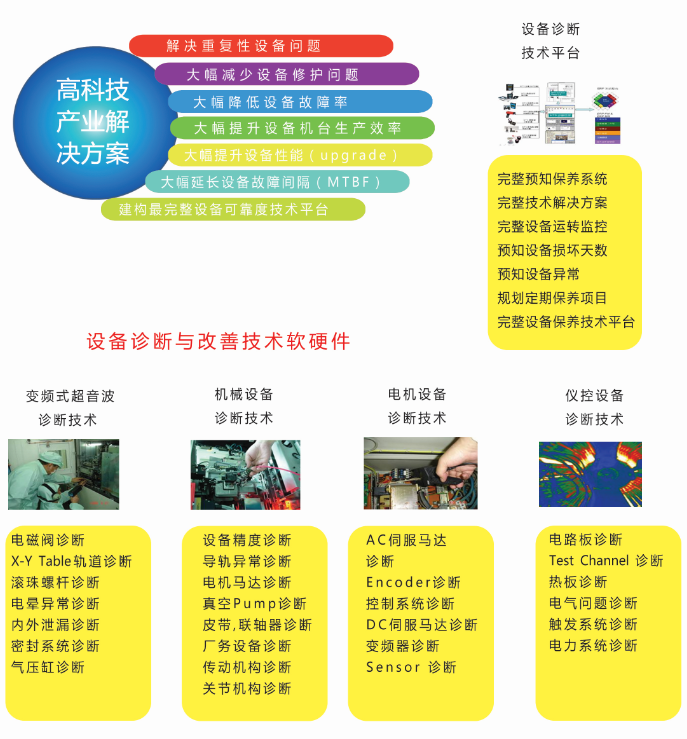 高科技
产业解
决方案
解决重复性设备问题
大幅减少设备修护问题
大幅降低设备故障率
大幅提升设备机台生产效率
大幅提升设备性能（upgrade）
大幅延长设备故障间隔（MTBF）
建构最完整设备可靠度技术平台
设备诊断
技术平台
完整预知保养系统
完整技术解决方案
完整设备运转监控
预知设备损坏天数
预知设备异常
规划定期保养项目
完整设备保养技术平台
设备诊断与改善技术软硬件
变频式超音波
诊断技术
电磁阀诊断
X-Y Table轨道诊断
滚珠螺杆诊断
电晕异常诊断
内外泄漏诊断
密封系统诊断
气压缸诊断
机械设备
诊断技术
设备精度诊断
导轨异常诊断
电机马达诊断
真空Pump诊断
皮带,联轴器诊断
厂务设备诊断
传动机构诊断
关节机构诊断
电机设备
诊断技术
AC伺服马达
诊断
Encoder诊断
控制系统诊断
DC伺服马达诊断
变频器诊断
Sensor 诊断
仪控设备
诊断技术
电路板诊断
Test Channel 诊断
热板诊断
电气问题诊断
触发系统诊断
电力系统诊断